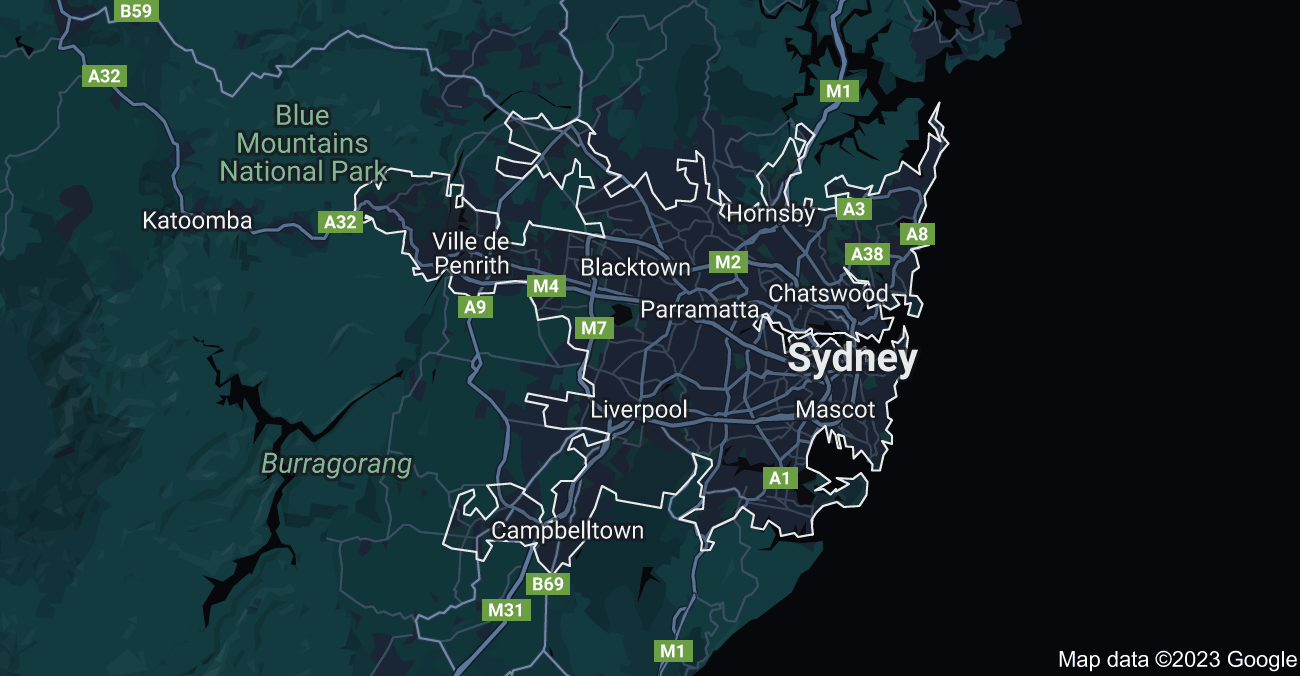 B59
A32
M1
Blue
Mountains
National Park
Katoomba
A32
Hornsby
A3
A8
Ville de
Penrith
Blacktown
M2
A38
M4
Chatswood
A9
Parramatta
M7
Sydney
Liverpool
Mascot
Burragorang
A1
Campbelltown
B69
M31
M1
Map data ©2023 Google